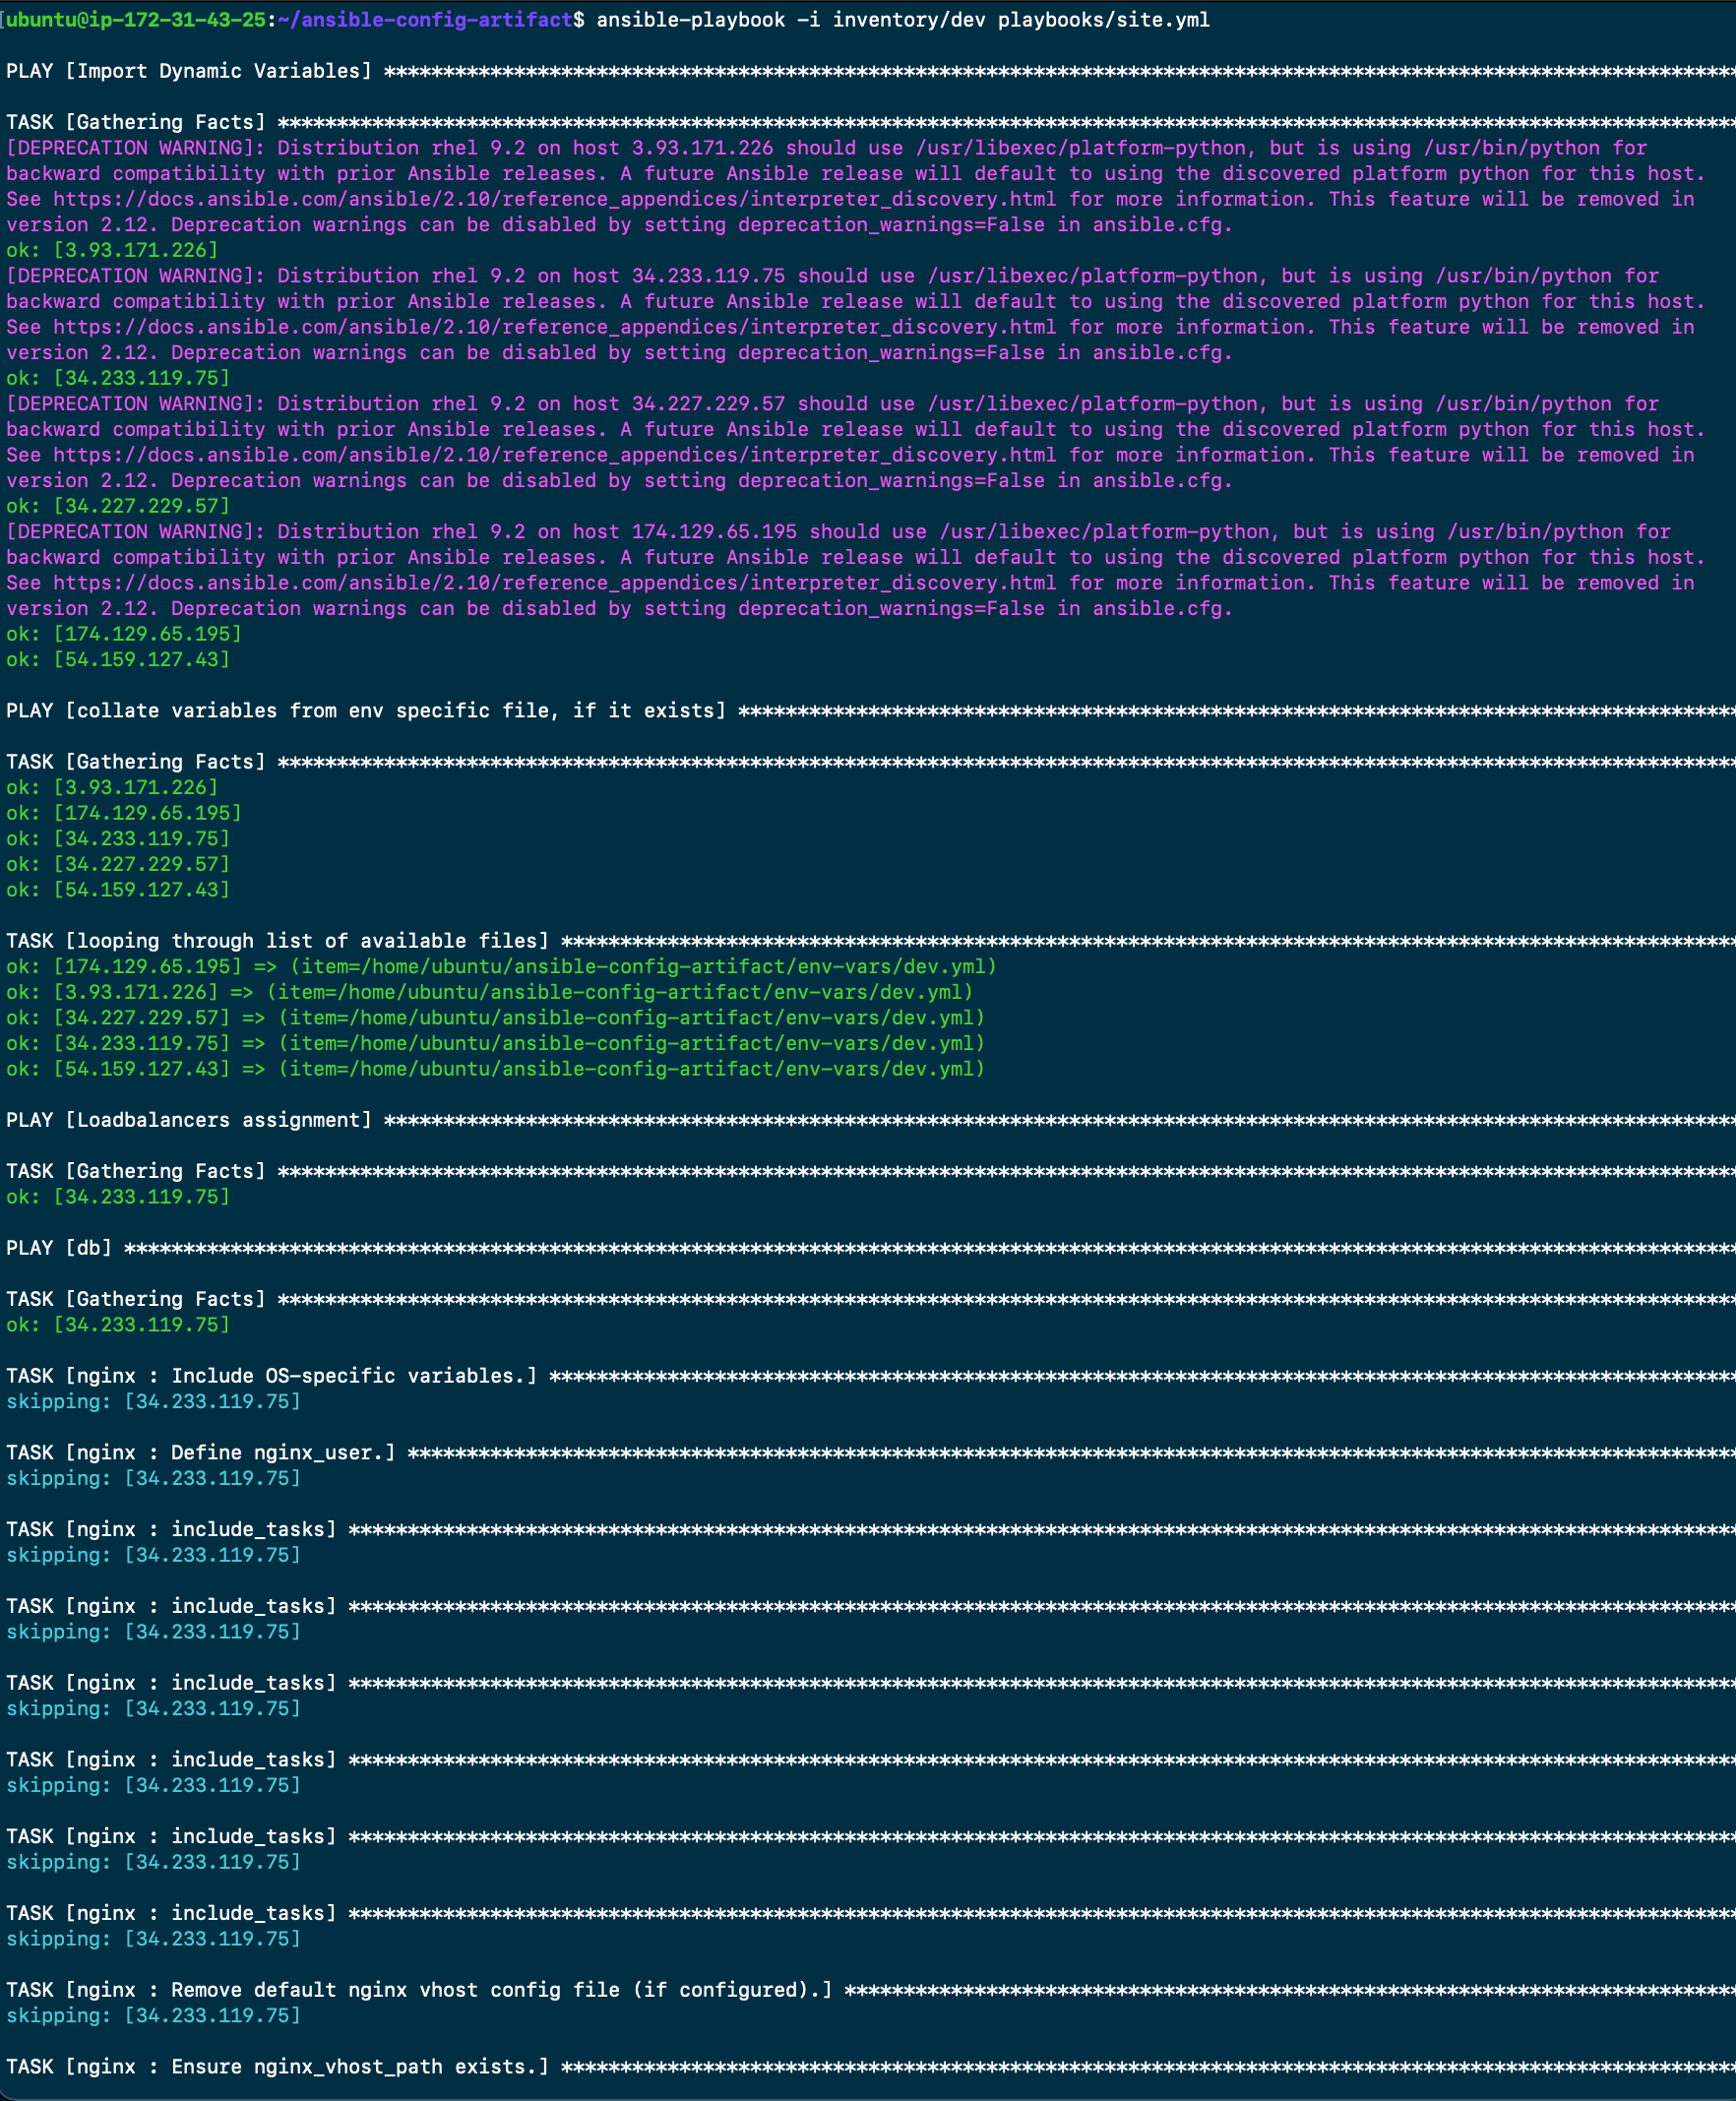 ubuntu@ip-172-31-43-25:~/ansible-config-artifact$ ansible-playbook -i inventory/dev playbooks/site.yml
PLAY [Import Dynamic Variables] ********************************************************************************************************************
TASK [Gathering Facts] *****************************************************************************************************************************
[DEPRECATION WARNING]: Distribution rhel 9.2 on host 3.93.171.226 should use /usr/libexec/platform-python, but is using /usr/bin/python for
backward compatibility with prior Ansible releases. A future Ansible release will default to using the discovered platform python for this host.
See https://docs.ansible.com/ansible/2.10/reference_appendices/interpreter_discovery.html for more information. This feature will be removed in
version 2.12. Deprecation warnings can be disabled by setting deprecation_warnings=False in ansible.cfg.
ok: [3.93.171.226]
[DEPRECATION WARNING]: Distribution rhel 9.2 on host 34.233.119.75 should use /usr/libexec/platform-python, but is using /usr/bin/python for
backward compatibility with prior Ansible releases. A future Ansible release will default to using the discovered platform python for this host.
See https://docs.ansible.com/ansible/2.10/reference_appendices/interpreter_discovery.html for more information. This feature will be removed in
version 2.12. Deprecation warnings can be disabled by setting deprecation_warnings=False in ansible.cfg.
ok: [34.233.119.75]
[DEPRECATION WARNING]: Distribution rhel 9.2 on host 34.227.229.57 should use /usr/libexec/platform-python, but is using /usr/bin/python for
backward compatibility with prior Ansible releases. A future Ansible release will default to using the discovered platform python for this host.
See https://docs.ansible.com/ansible/2.10/reference_appendices/interpreter_discovery.html for more information. This feature will be removed in
version 2.12. Deprecation warnings can be disabled by setting deprecation_warnings=False in ansible.cfg.
ok: [34.227.229.57]
[DEPRECATION WARNING]: Distribution rhel 9.2 on host 174.129.65.195 should use /usr/libexec/platform-python, but is using /usr/bin/python for
backward compatibility with prior Ansible releases. A future Ansible release will default to using the discovered platform python for this host.
See https://docs.ansible.com/ansible/2.10/reference_appendices/interpreter_discovery.html for more information. This feature will be removed in
version 2.12. Deprecation warnings can be disabled by setting deprecation_warnings=False in ansible.cfg.
ok: [174.129.65.195]
ok: [54.159.127.43]
PLAY [collate variables from env specific file, if it exists] **************************************************************************************
TASK [Gathering Facts] *****************************************************************************************************************************
ok: [3.93.171.226]
ok: [174.129.65.195]
ok: [34.233.119.75]
ok: [34.227.229.57]
ok: [54.159.127.43]
TASK [looping through list of available files] *****************************************************************************************************
ok: [174.129.65.195] => (item=/home/ubuntu/ansible-config-artifact/env-vars/dev.yml)
ok: [3.93.171.226] => (item=/home/ubuntu/ansible-config-artifact/env-vars/dev.yml)
ok: [34.227.229.57] => (item=/home/ubuntu/ansible-config-artifact/env-vars/dev.yml)
ok: [34.233.119.75] => (item=/home/ubuntu/ansible-config-artifact/env-vars/dev.yml)
ok: [54.159.127.43] => (item=/home/ubuntu/ansible-config-artifact/env-vars/dev.yml)
PLAY [Loadbalancers assignment] ********************************************************************************************************************
TASK [Gathering Facts] *****************************************************************************************************************************
ok: [34.233.119.75]
PLAY [db] ******************************************************************************************************************************************
TASK [Gathering Facts] *****************************************************************************************************************************
ok: [34.233.119.75]
TASK [nginx : Include OS-specific variables.] ******************************************************************************************************
skipping: [34.233.119.75]
TASK [nginx : Define nginx_user.] ******************************************************************************************************************
skipping: [34.233.119.75]
TASK [nginx : include_tasks] ***********************************************************************************************************************
skipping: [34.233.119.75]
TASK [nginx : include_tasks] ***********************************************************************************************************************
skipping: [34.233.119.75]
TASK [nginx : include_tasks] ***********************************************************************************************************************
skipping: [34.233.119.75]
TASK [nginx : include_tasks] ***********************************************************************************************************************
skipping: [34.233.119.75]
TASK [nginx : include_tasks] ***********************************************************************************************************************
skipping: [34.233.119.75]
TASK [nginx : include_tasks] ***********************************************************************************************************************
skipping: [34.233.119.75]
TASK [nginx : Remove default nginx vhost config file (if configured).] *****************************************************************************
skipping: [34.233.119.75]
TASK [nginx : Ensure nginx_vhost_path exists.] *****************************************************************************************************